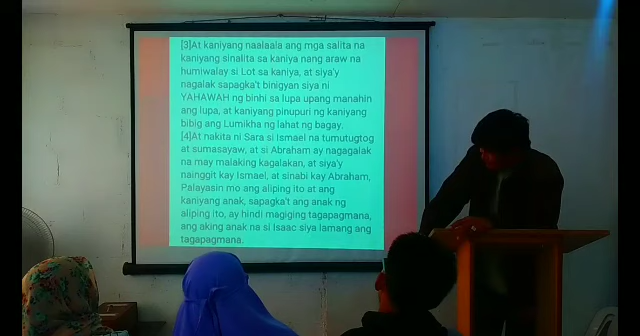 [3]At kaniyang naalaala ang mga salita na
kaniyang sinalita sa kaniya nang araw na
humiwalay si Lot sa kaniya, at siya'y
nagalak sapagka't binigyan siya ni
YAHAWAH ng binhi sa lupa upang manahin
ang lupa, at kaniyang pinupuri ng kaniyang
bibig ang Lumikha ng lahat ng bagay.
[4]At nakita ni Sara si Ismael na tumutugtog
at sumasayaw, at si Abraham ay nagagalak
na may malaking kagalakan, at siya'y
nainggit kay Ismael, at sinabi kay Abraham,
Palayasin mo ang aliping ito at ang
kaniyang anak, sapagka't ang anak ng
aliping ito, ay hindi magiging tagapagmana,
ang aking anak na si Isaac siya lamang ang
tagapagmana.